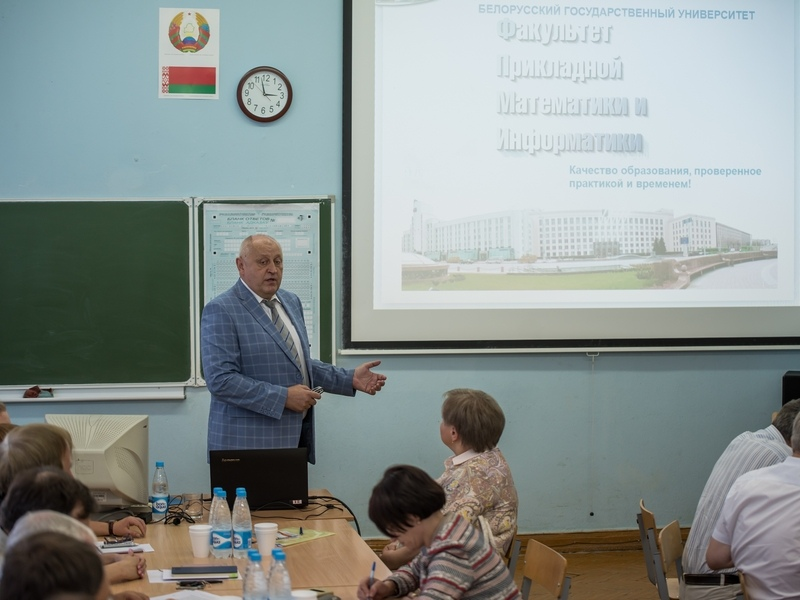 БЕЛОРУССКИЙ ГОСУДАРСТВЕННЫЙ УНИВЕРСИТЕТ
Факультет
Прикладной
Математики и
Информатики
Качество образования, проверенное
практикой и временем!